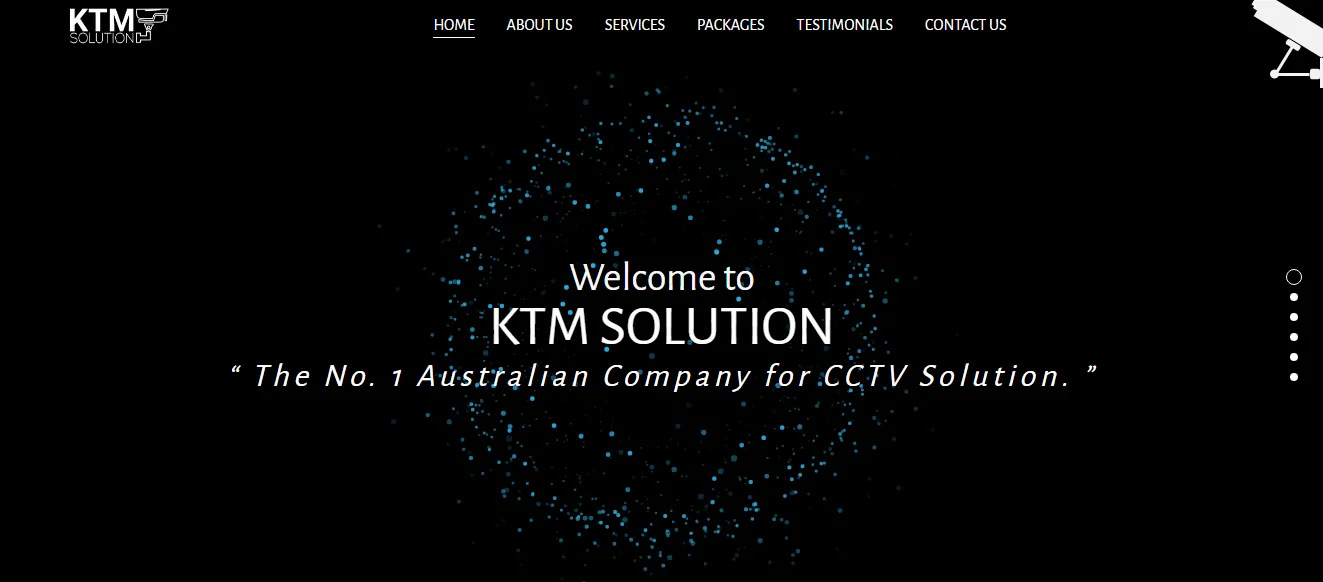 KTM
SOLUTION
HOME ABOUT US SERVICES PACKAGES TESTIMONIALS CONTACT US
Welcome to
KTM SOLUTION
“ The No. 1 Australian Company for CCTV Solution. ”